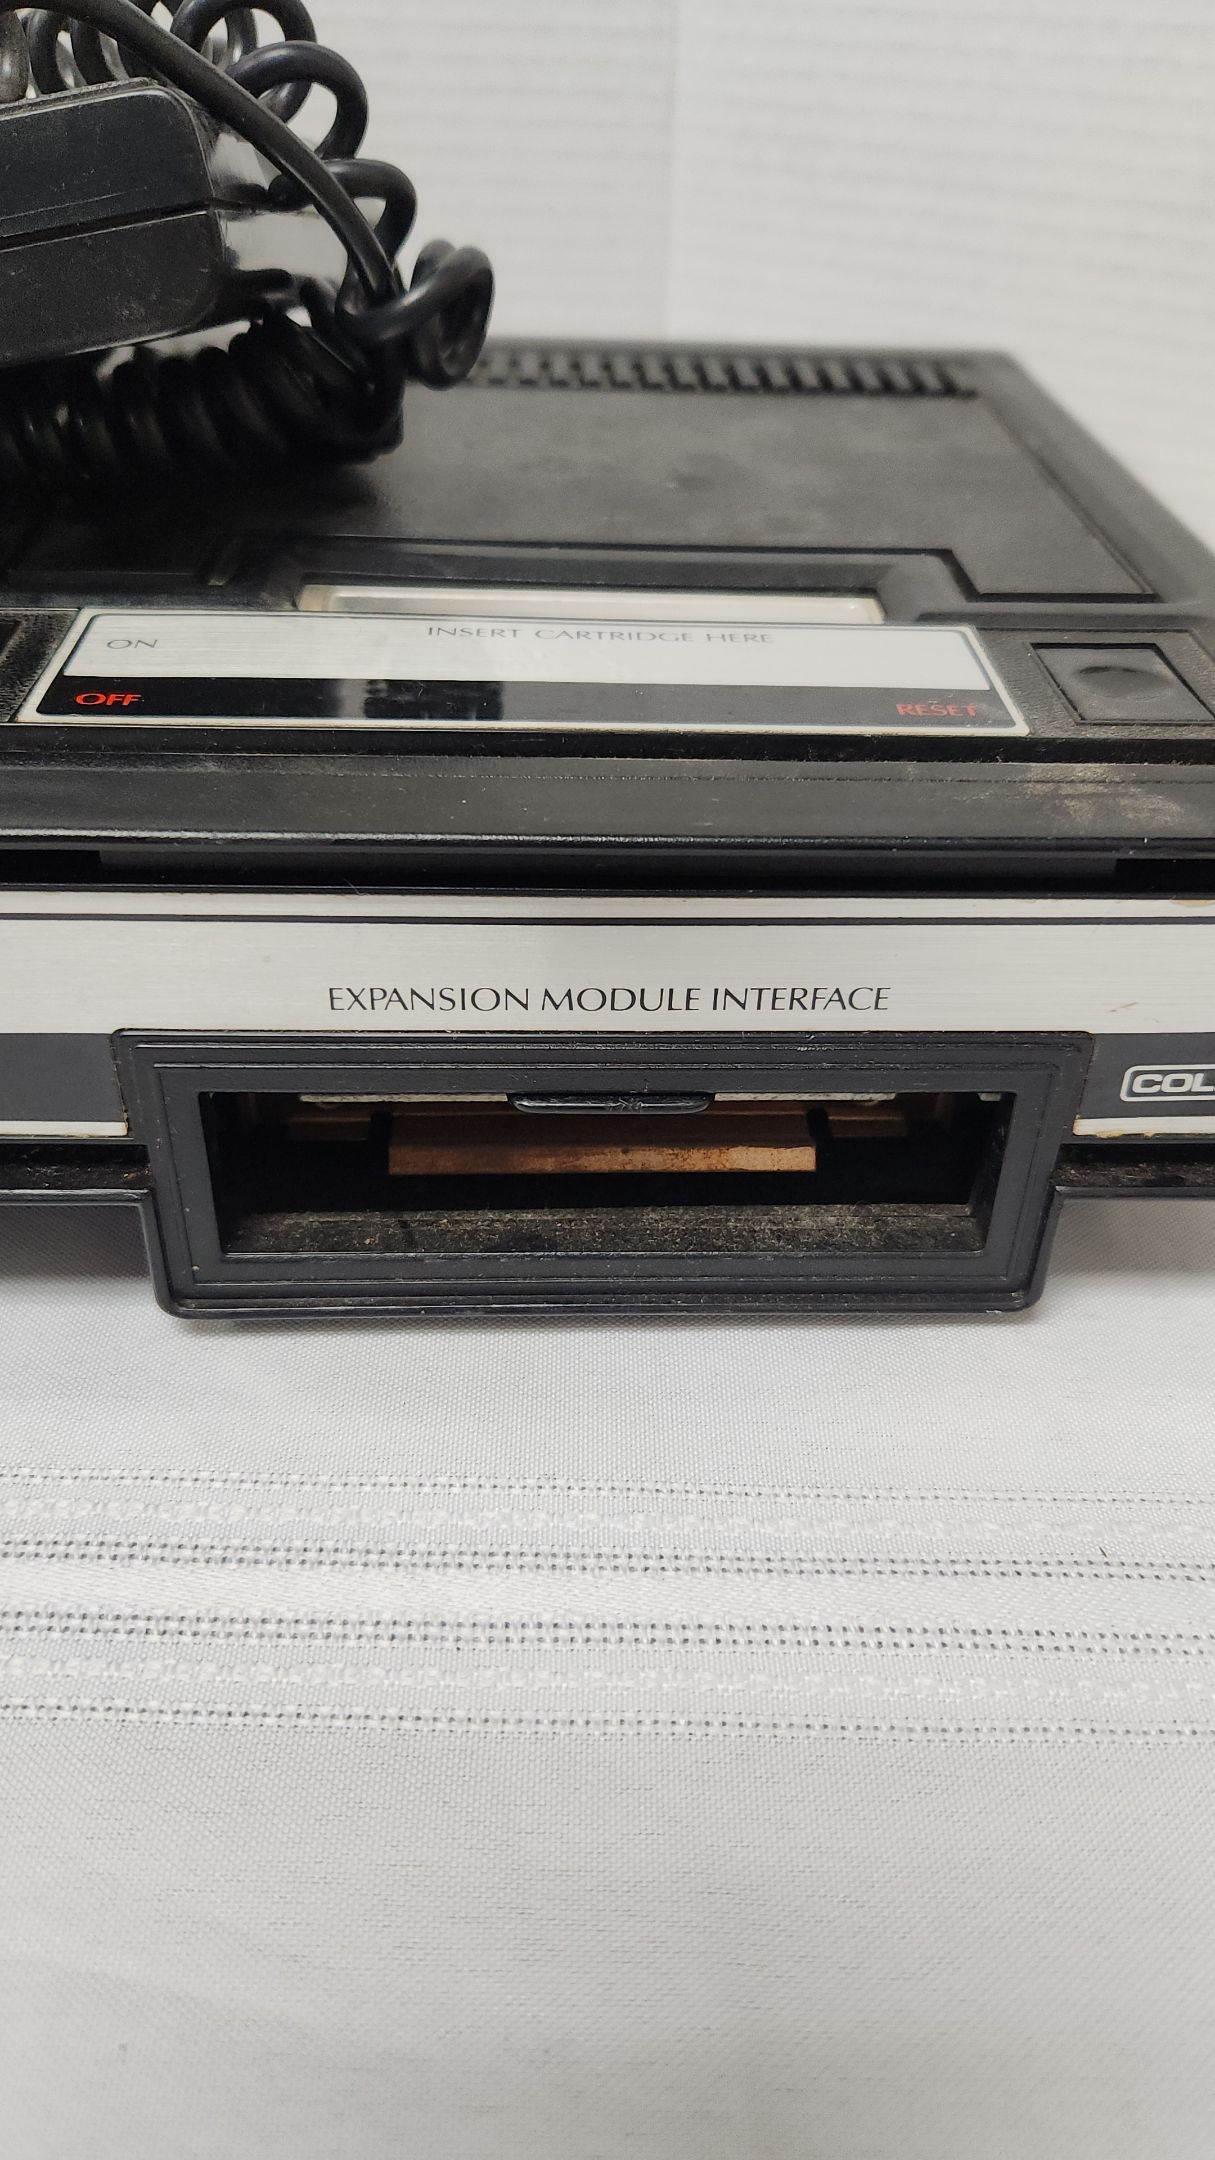 INSERT CARTRIDGE HERE
ON
OFF
RESET
EXPANSION MODULE INTERFACE
COL